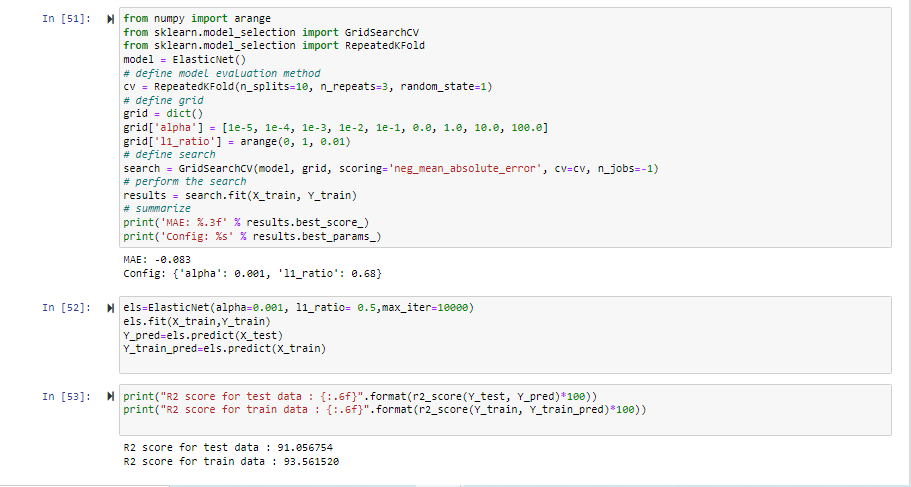 In [51]:
from numpy import arange
from sklearn.model_selection import GridSearchCV
from sklearn.model_selection import RepeatedKFold
model = ElasticNet()
# define model evaluation method
cv = RepeatedKFold(n_splits=10, n_repeats=3, random_state=1)
# define grid
grid = dict()
grid['alpha'] = [1e-5, 1e-4, 1e-3, 1e-2, 1e-1, 0.0, 1.0, 10.0, 100.0]
grid['l1_ratio'] = arange(0, 1, 0.01)
# define search
search = GridSearchCV(model, grid, scoring='neg_mean_absolute_error', cv=cv, n_jobs=-1)
# perform the search
results = search.fit(X_train, Y_train)
# summarize
print('MAE: %.3f' % results.best_score_)
print('Config: %s' % results.best_params_)
MAE: -0.083
Config: {'alpha': 0.001, 'l1_ratio': 0.68}
In [52]:
els=ElasticNet(alpha=0.001, l1_ratio= 0.5,max_iter=10000)
els.fit(X_train,Y_train)
Y_pred=els.predict(X_test)
Y_train_pred=els.predict(X_train)
In [53]:
print("R2 score for test data : {:.6f}".format(r2_score(Y_test, Y_pred)*100))
print("R2 score for train data : {:.6f}".format(r2_score(Y_train, Y_train_pred)*100))
R2 score for test data : 91.056754
R2 score for train data : 93.561520